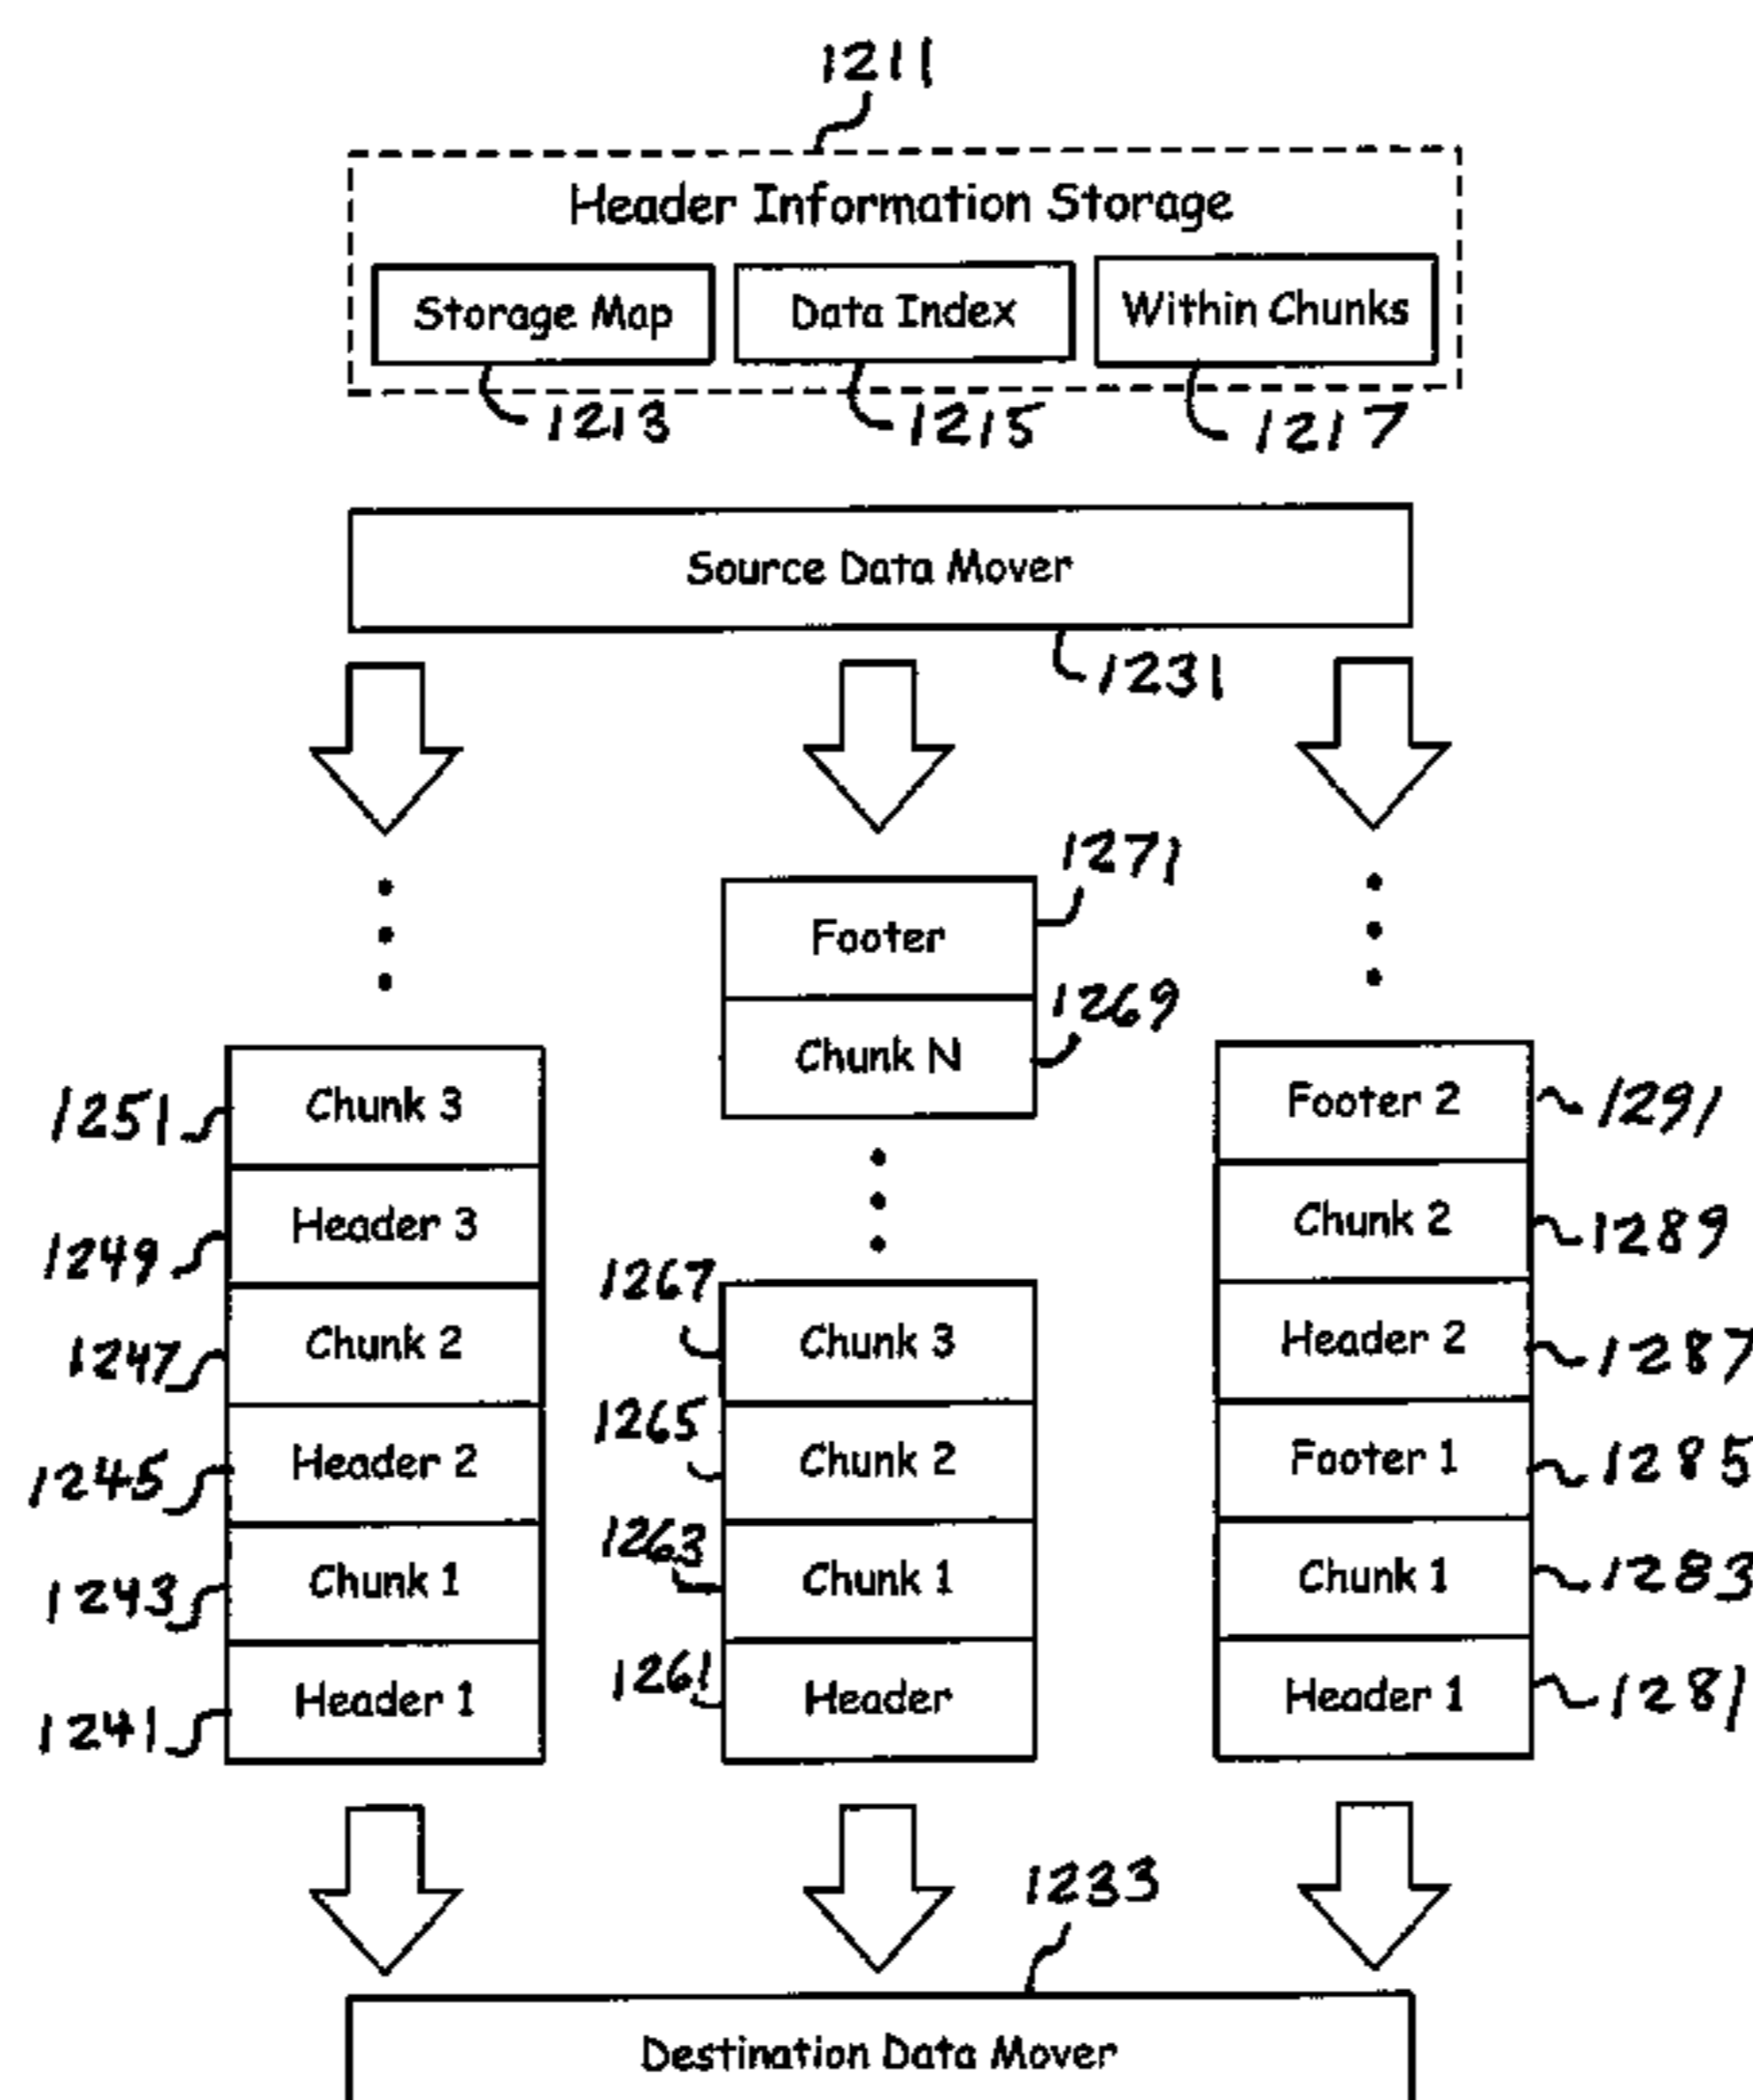 1211
Header Information Storage
Storage Map
Data Index
Within Chunks
1213
1215
1217
Source Data Mover
1231
1271
Footer
1269
Chunk N
1251
Chunk 3
1249
Header 3
1247
Chunk 2
1245
Header 2
1243
Chunk 1
1241
Header 1
1267
Chunk 3
1265
Chunk 2
1263
Chunk 1
1261
Header
Footer 2
1291
Chunk 2
1289
Header 2
1287
Footer 1
1285
Chunk 1
1283
Header 1
1281
1233
Destination Data Mover